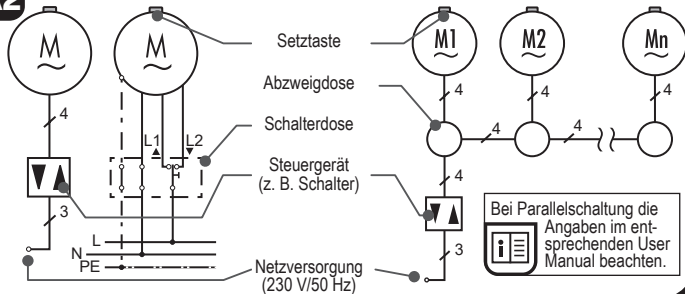 A2
M
M
M1
M2
Mn
Setztaste
Abzweigdose
Schalterdose
Steuergerät
(z. B. Schalter)
Netzversorgung
(230 V/50 Hz)
4
3
L1
L2
L
N
PE
4
4
4
4
4
4
3
Bei Parallelschaltung die
Angaben im ent-
sprechenden User
Manual beachten.